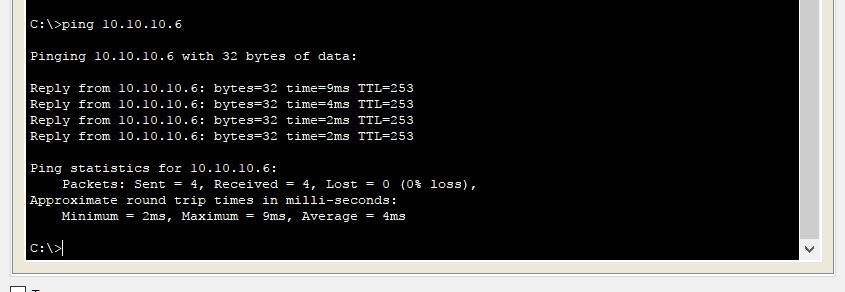 C:\>ping 10.10.10.6
Pinging 10.10.10.6 with 32 bytes of data:
Reply from 10.10.10.6: bytes=32 time=9ms TTL=253
Reply from 10.10.10.6: bytes=32 time=4ms TTL=253
Reply from 10.10.10.6: bytes=32 time=2ms TTL=253
Reply from 10.10.10.6: bytes=32 time=2ms TTL=253
Ping statistics for 10.10.10.6:
Packets: Sent = 4, Received = 4, Lost = 0 (0% loss),
Approximate round trip times in milli-seconds:
Minimum = 2ms, Maximum = 9ms, Average = 4ms
C:\>